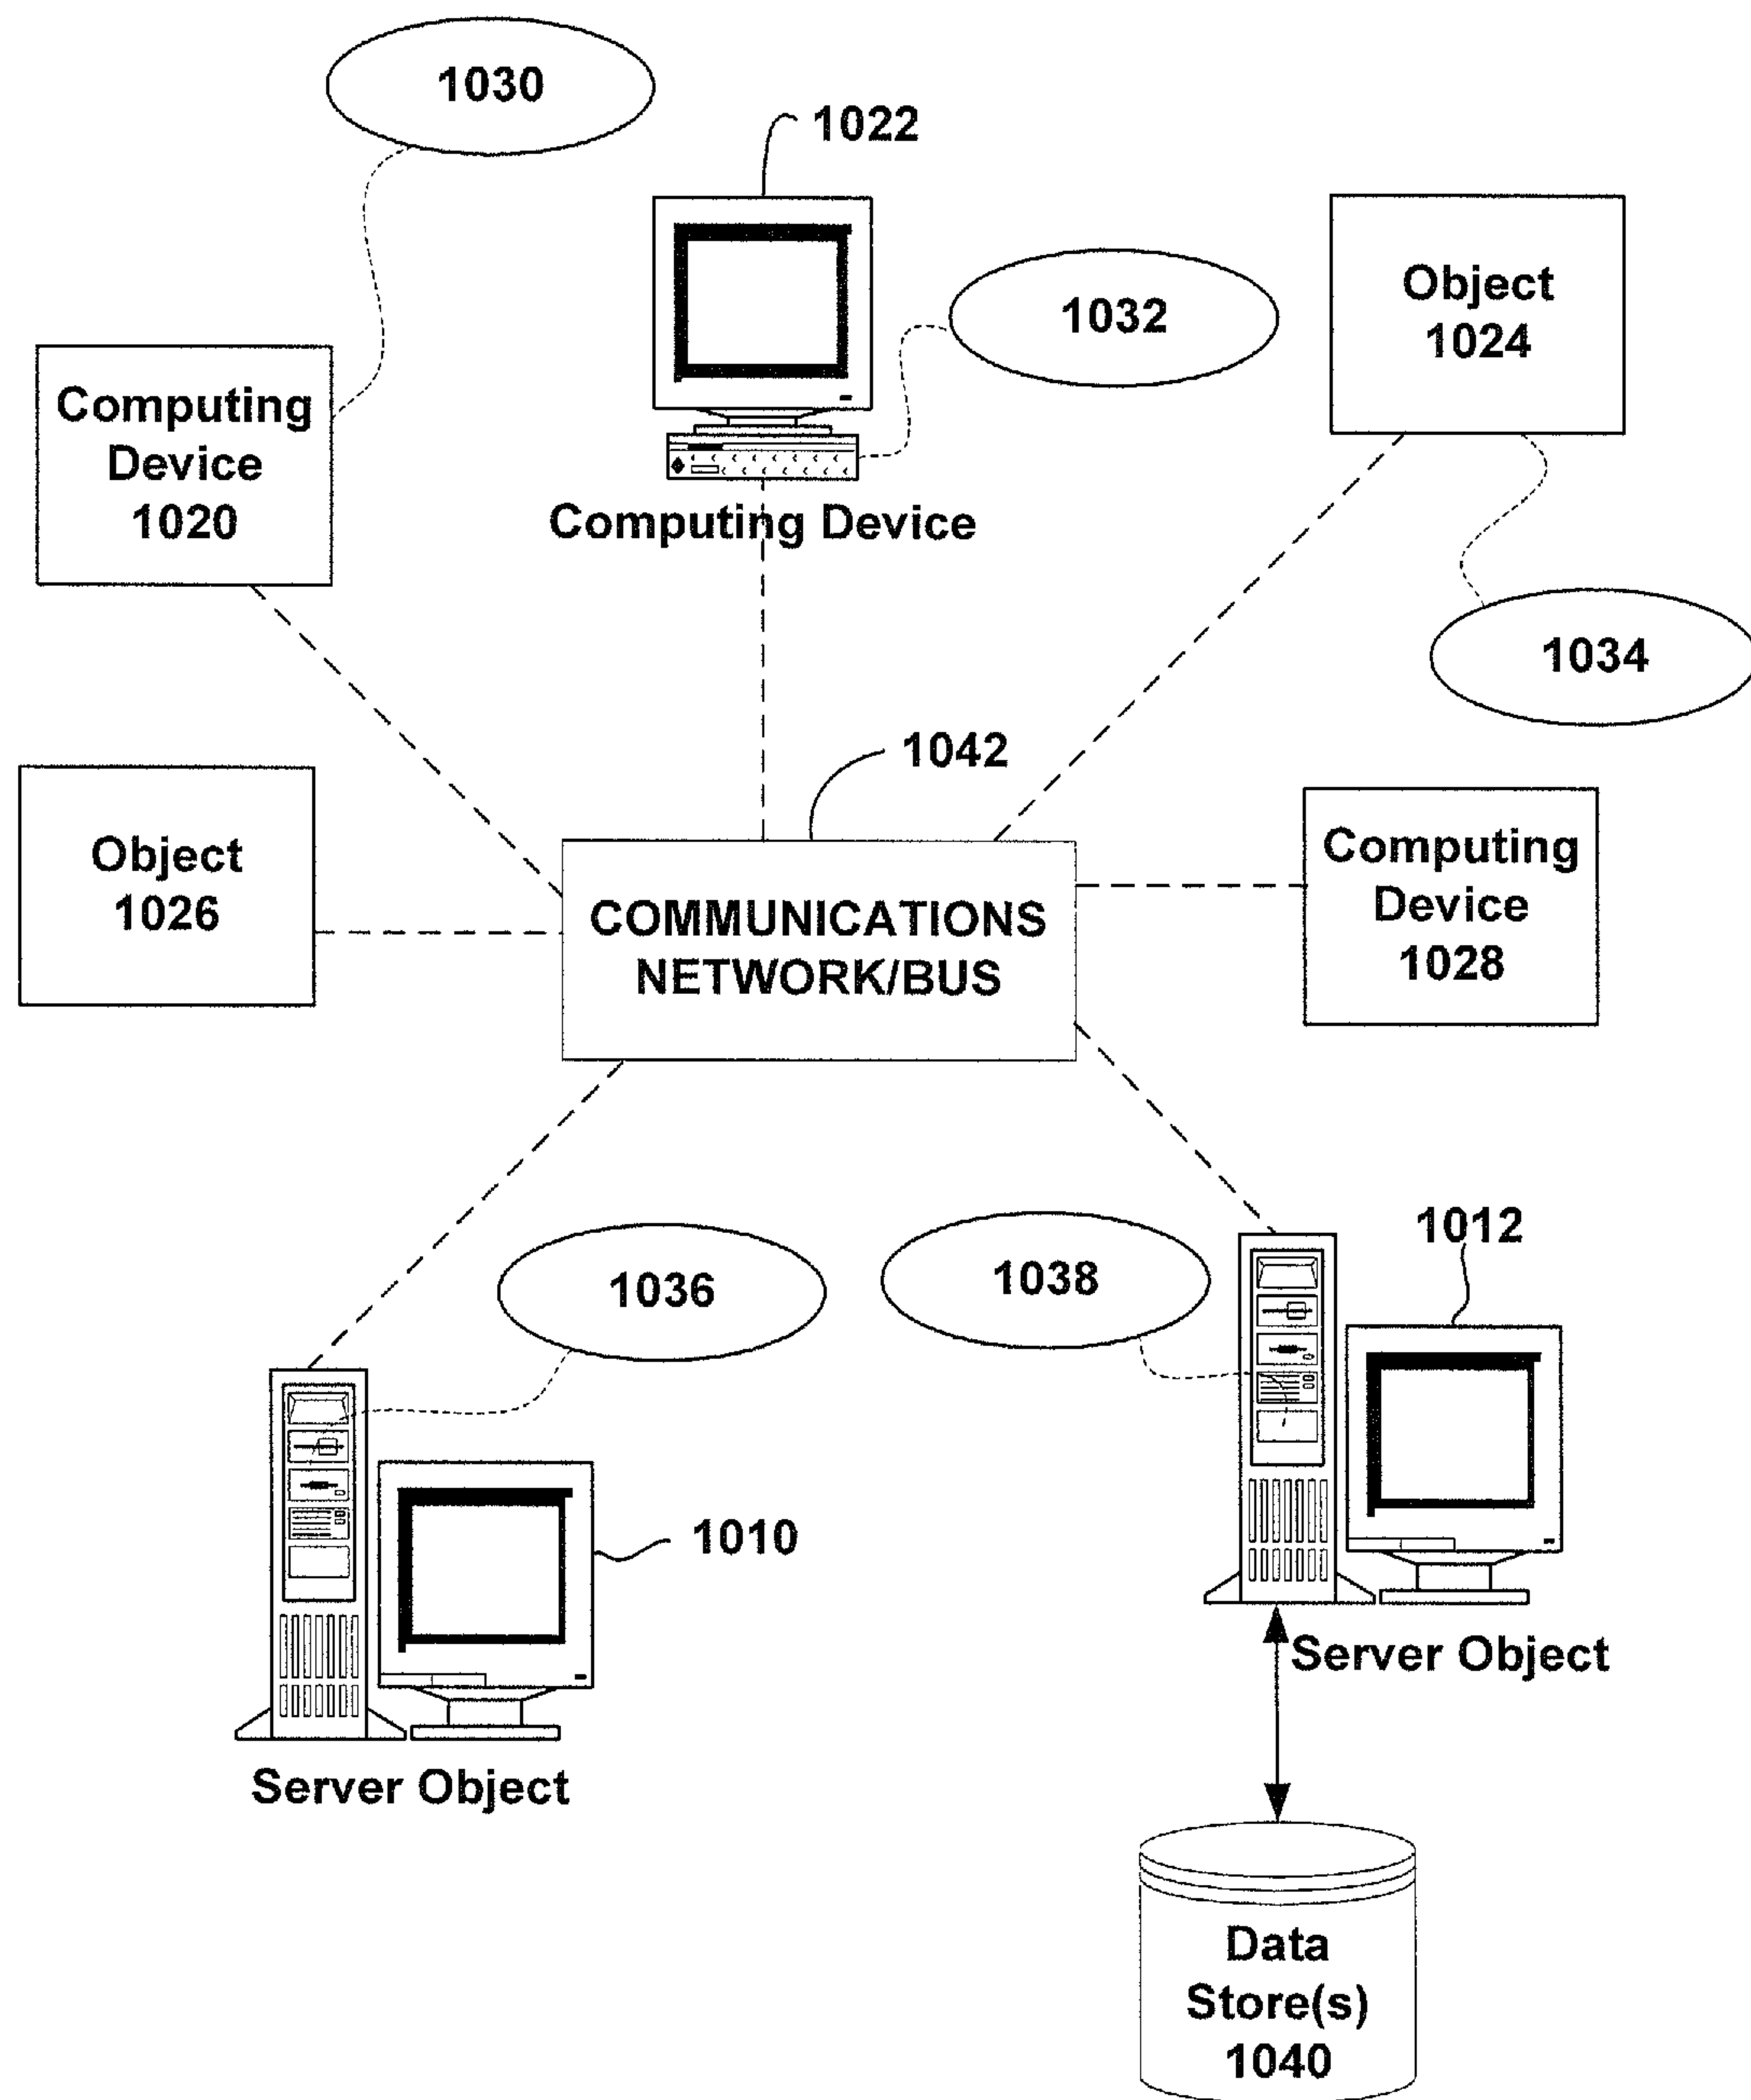 1030
1022
1032
Object
1024
Computing
Device
1020
Computing Device
1034
1042
Object
1026
COMMUNICATIONS
NETWORK/BUS
Computing
Device
1028
1036
1038
1012
1010
Server Object
Server Object
Data
Store(s)
1040